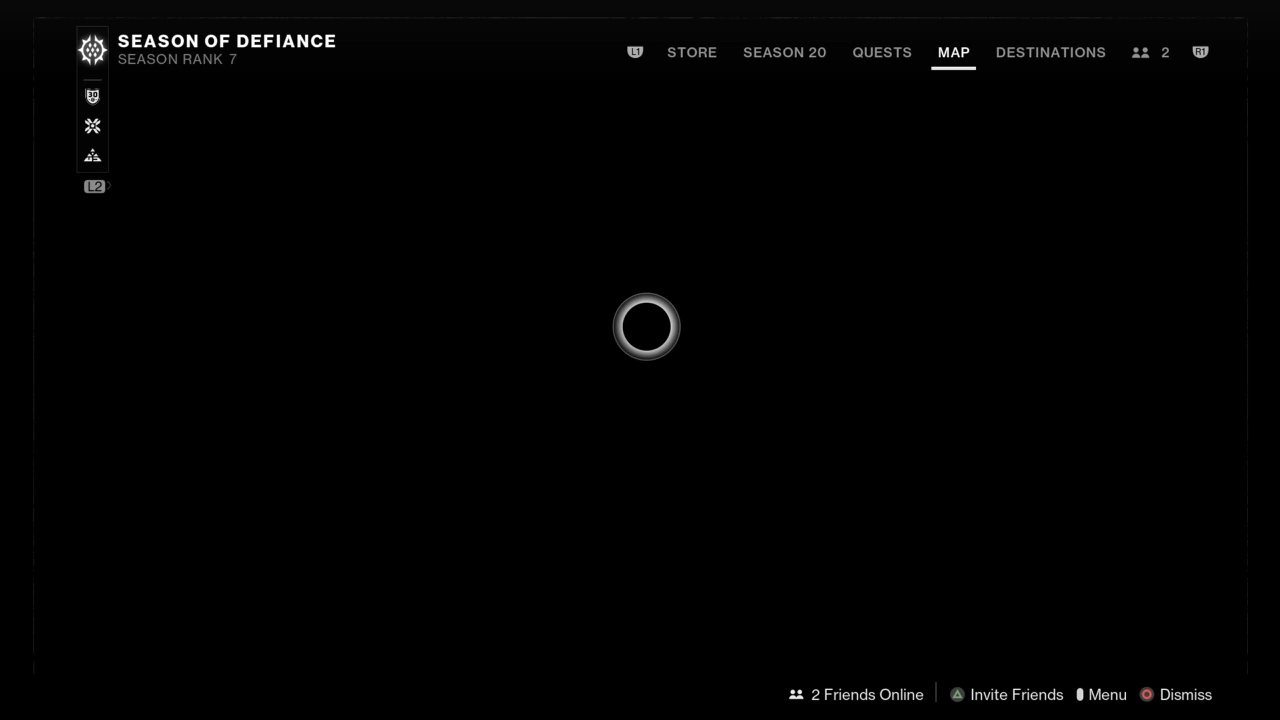 SEASON OF DEFIANCE
SEASON RANK 7
L1 STORE SEASON 20 QUESTS MAP DESTINATIONS 2 R1
30
L2
2 Friends Online Invite Friends Menu Dismiss